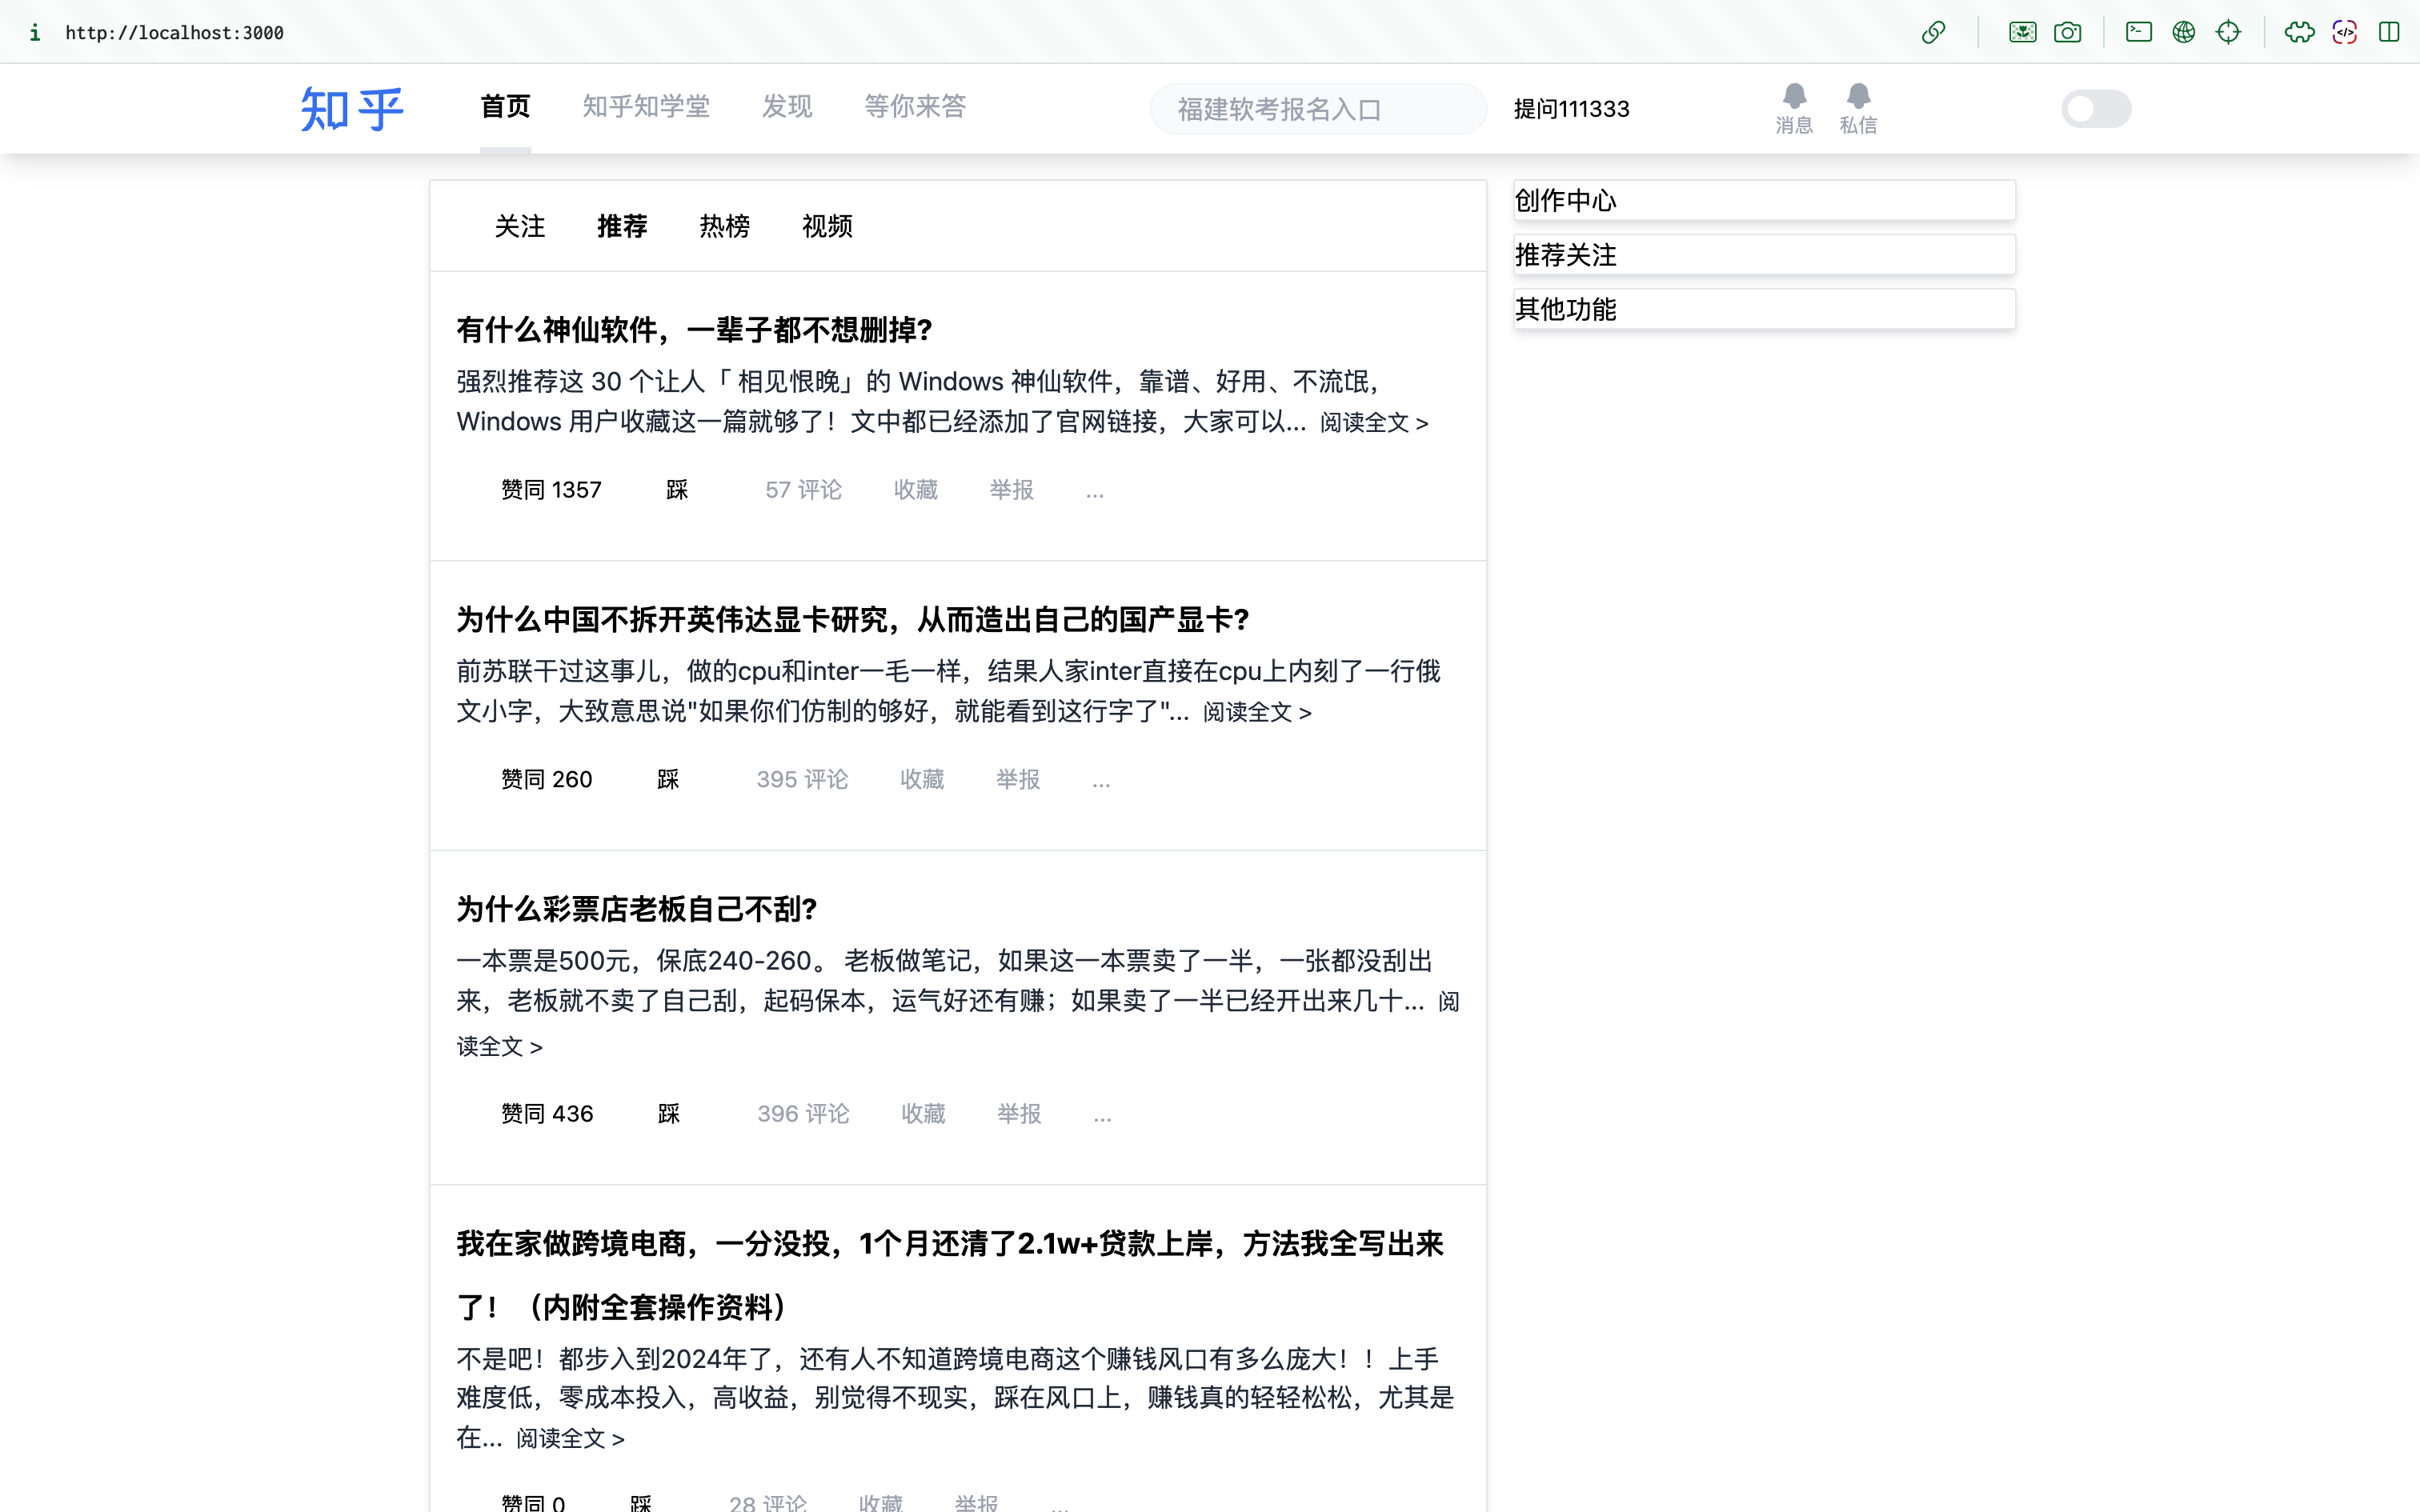 http://localhost:3000
知乎 首页 知乎知学堂 发现 等你来答 福建软考报名入口 提问111333 消息 私信
关注 推荐 热榜 视频
有什么神仙软件，一辈子都不想删掉?
强烈推荐这 30 个让人「 相见恨晚」的 Windows 神仙软件，靠谱、好用、不流氓，
Windows 用户收藏这一篇就够了！文中都已经添加了官网链接，大家可以... 阅读全文 >
赞同 1357 踩 57 评论 收藏 举报 ...
为什么中国不拆开英伟达显卡研究，从而造出自己的国产显卡?
前苏联干过这事儿，做的cpu和inter一毛一样，结果人家inter直接在cpu上内刻了一行俄
文小字，大致意思说"如果你们仿制的够好，就能看到这行字了"... 阅读全文 >
赞同 260 踩 395 评论 收藏 举报 ...
为什么彩票店老板自己不刮?
一本票是500元，保底240-260。 老板做笔记，如果这一本票卖了一半，一张都没刮出
来，老板就不卖了自己刮，起码保本，运气好还有赚；如果卖了一半已经开出来几十... 阅
读全文 >
赞同 436 踩 396 评论 收藏 举报 ...
我在家做跨境电商，一分没投，1个月还清了2.1w+贷款上岸，方法我全写出来
了！（内附全套操作资料）
不是吧！都步入到2024年了，还有人不知道跨境电商这个赚钱风口有多么庞大！！上手
难度低，零成本投入，高收益，别觉得不现实，踩在风口上，赚钱真的轻轻松松，尤其是
在... 阅读全文 >
赞同 0 踩 28 评论 收藏 举报 ...
创作中心
推荐关注
其他功能